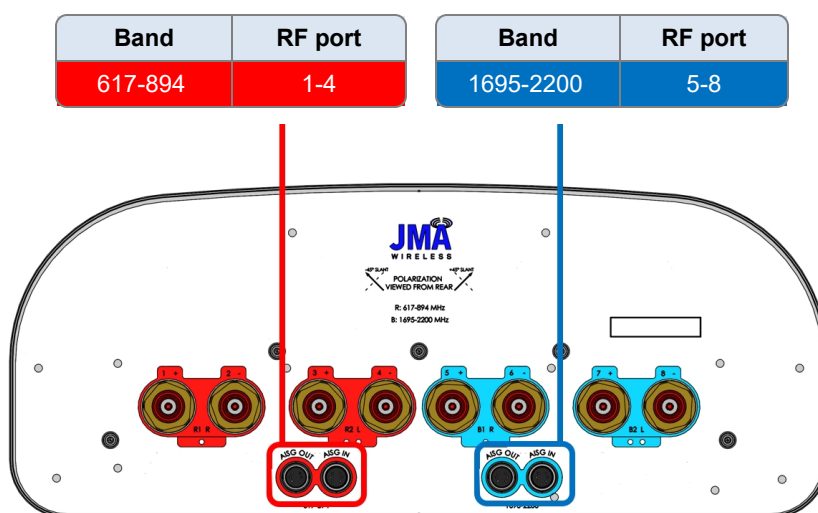 Band RF port Band RF port
617-894 1-4 1695-2200 5-8
JMA
WIRELESS
-45° SLANT +45° SLANT
POLARIZATION
VIEWED FROM REAR
R: 617-894 MHz
B: 1695-2200 MHz
1 + 2 - 3 + 4 - 5 + 6 - 7 + 8 -
R1 R R2 L B1 R B2 L
AISG OUT AISG IN AISG OUT AISG IN